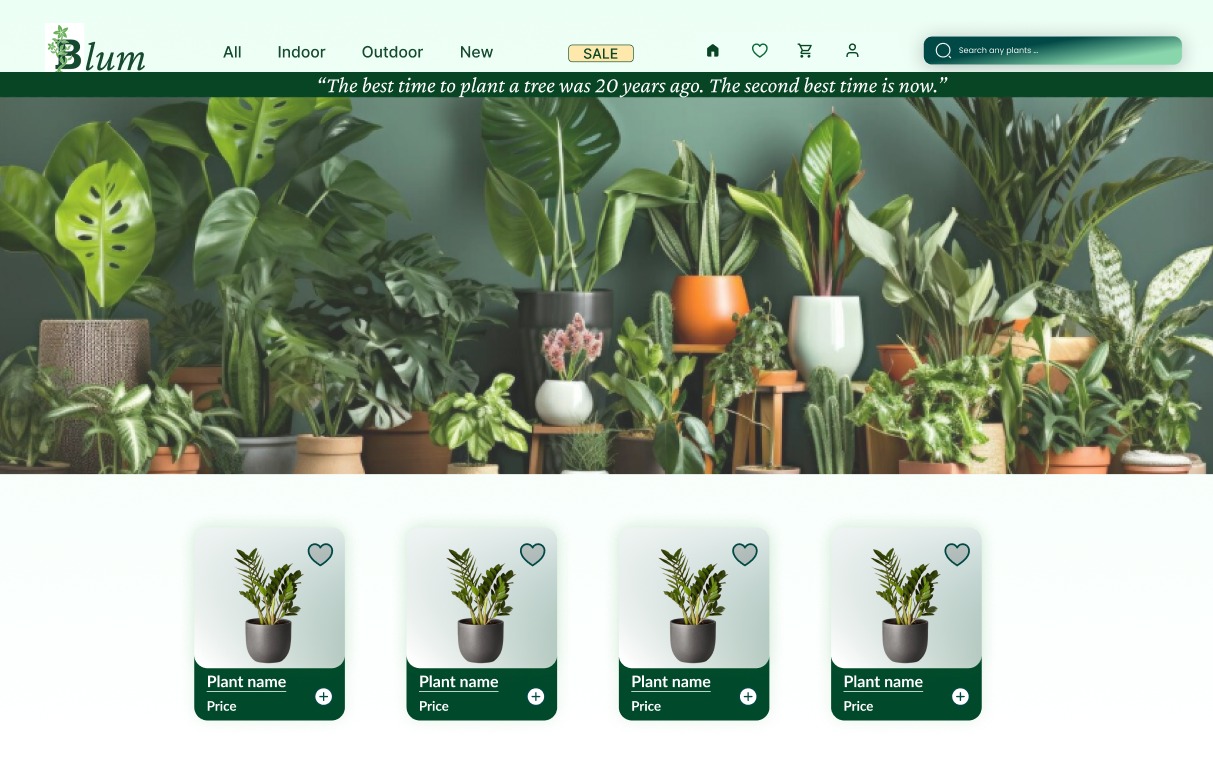 Blum
All Indoor Outdoor New SALE Search any plants ...
“The best time to plant a tree was 20 years ago. The second best time is now.”
Plant name Plant name Plant name Plant name
Price Price Price Price